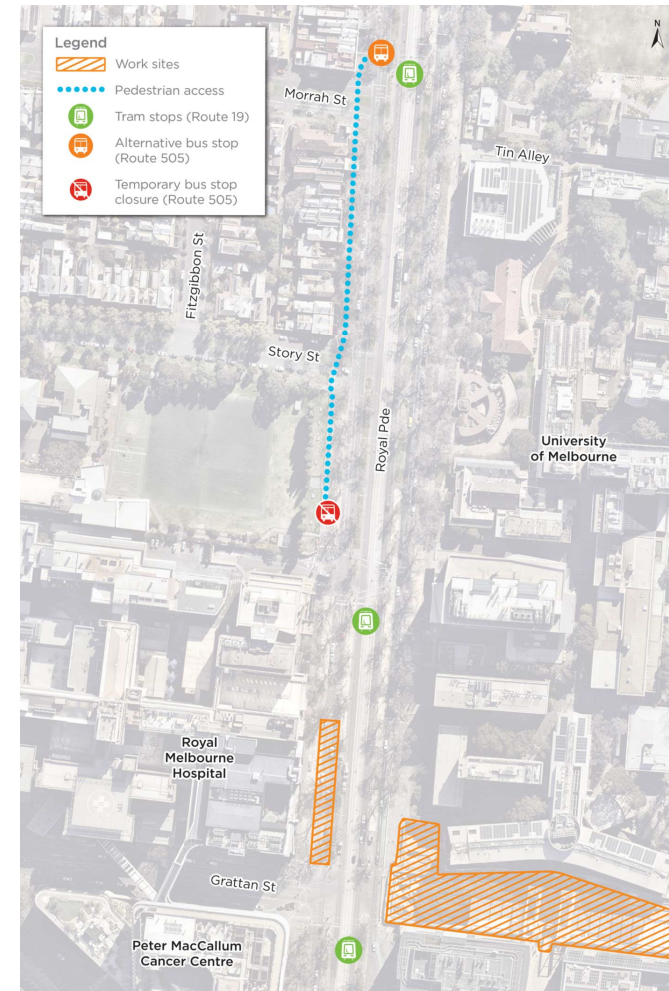 N
Legend
Work sites
Pedestrian access
Tram stops (Route 19)
Alternative bus stop
(Route 505)
Temporary bus stop
closure (Route 505)
Morrah St
Tin Alley
Fitzgibbon St
Story St
Royal Pde
University
of Melbourne
Royal
Melbourne
Hospital
Grattan St
Peter MacCallum
Cancer Centre